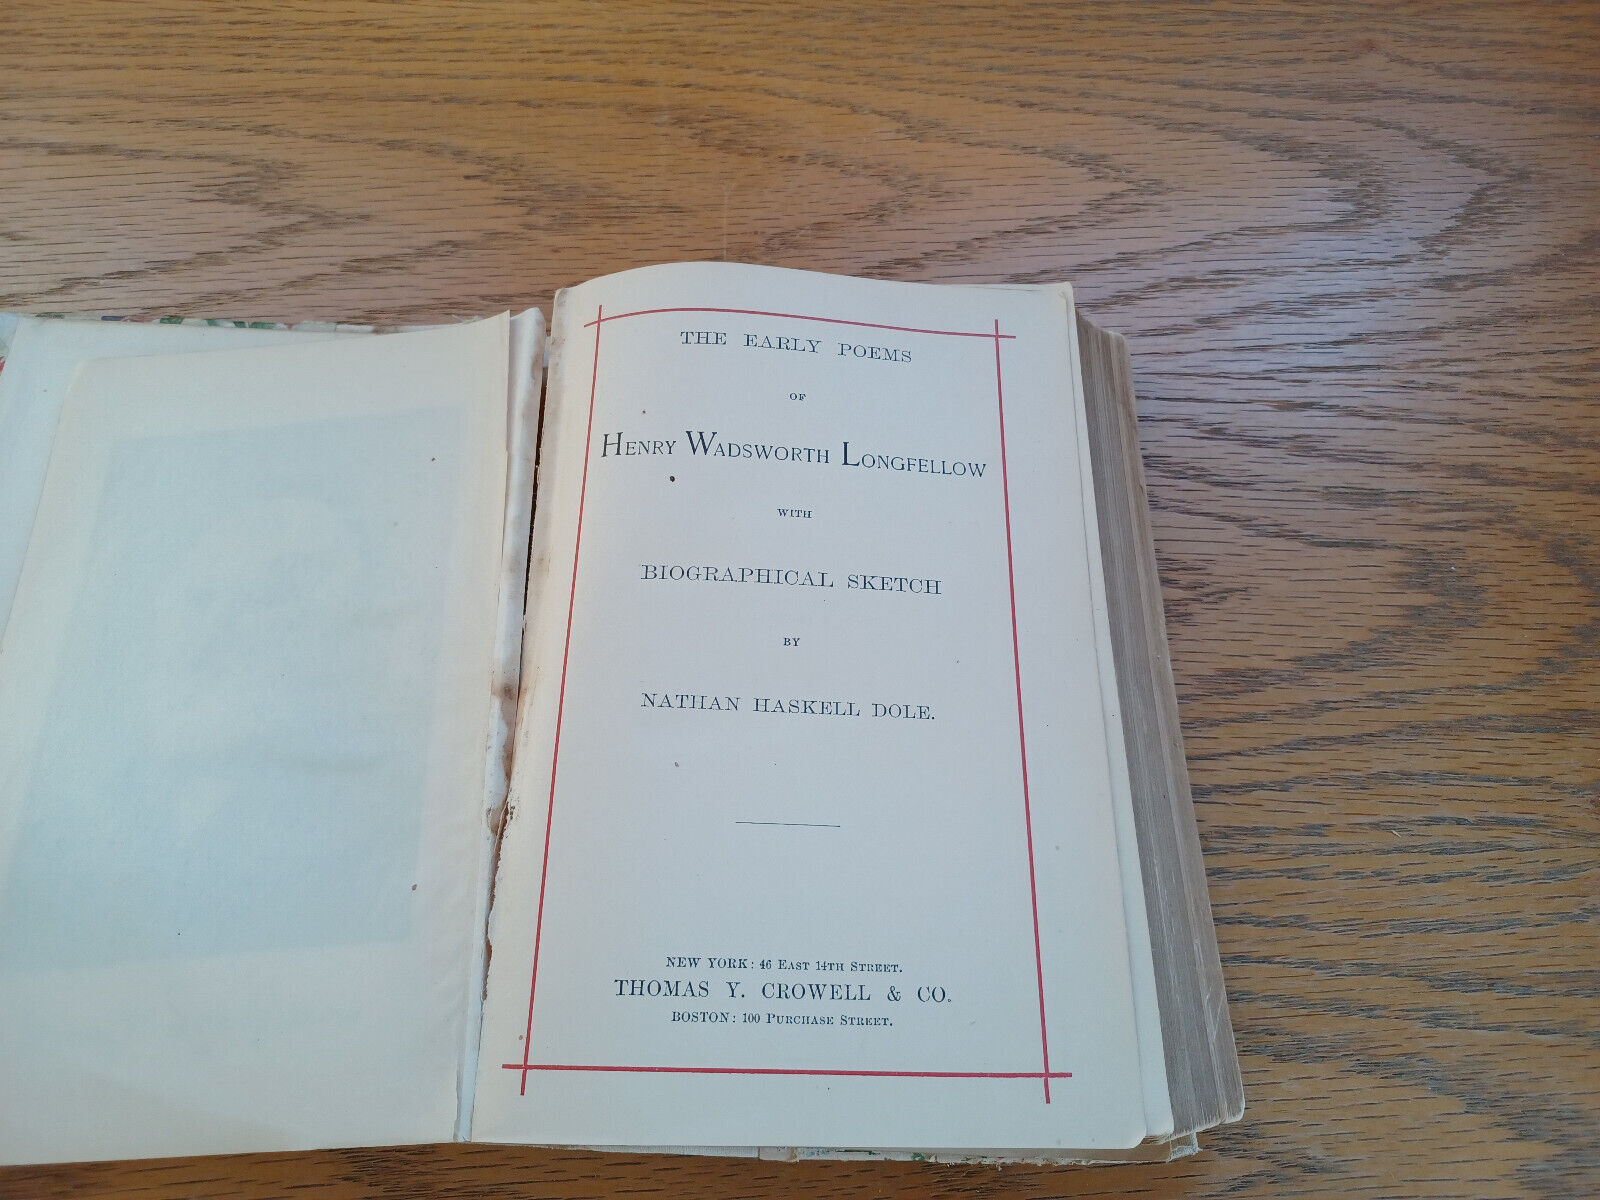 THE EARLY POEMS
OF
HENRY WADSWORTH LONGFELLOW
WITH
BIOGRAPHICAL SKETCH
BY
NATHAN HASKELL DOLE.
NEW YORK: 46 EAST 14TH STREET.
THOMAS Y. CROWELL & CO.
BOSTON: 100 PURCHASE STREET.